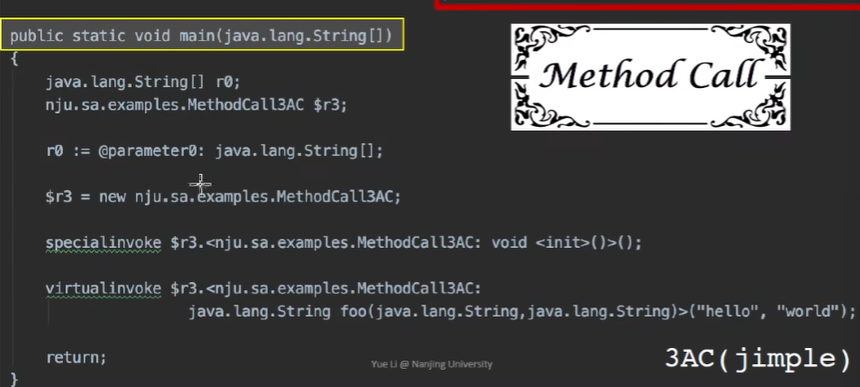 public static void main(java.lang.String[])
{
java.lang.String[] r0;
nju.sa.examples.MethodCall3AC $r3;
r0 := @parameter0: java.lang.String[];
$r3 = new nju.sa.examples.MethodCall3AC;
specialinvoke $r3.<nju.sa.examples.MethodCall3AC: void <init>()>();
virtualinvoke $r3.<nju.sa.examples.MethodCall3AC:
java.lang.String foo(java.lang.String,java.lang.String)>("hello", "world");
return;
}
Method Call
Yue Li @ Nanjing University
3AC(jimple)